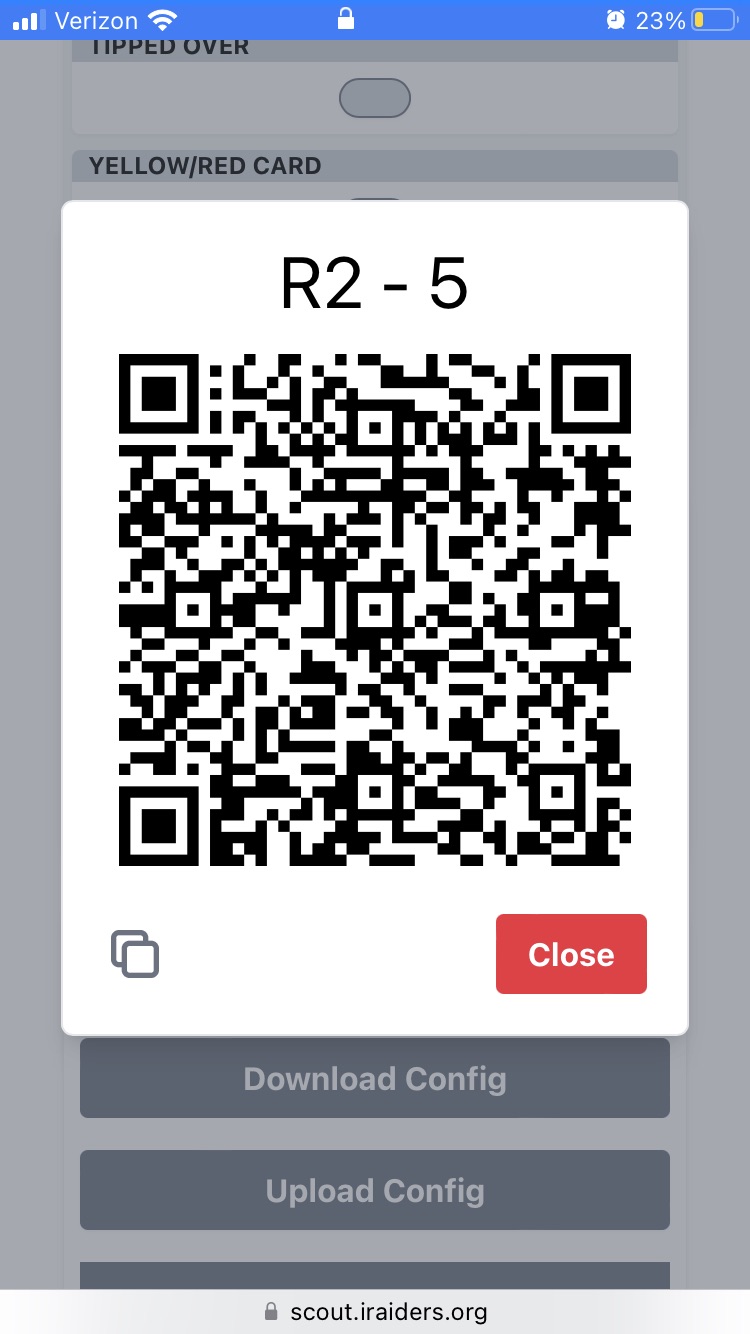 Verizon 23%
TIPPED OVER
YELLOW/RED CARD
R2 - 5
Close
Download Config
Upload Config
scout.iraiders.org